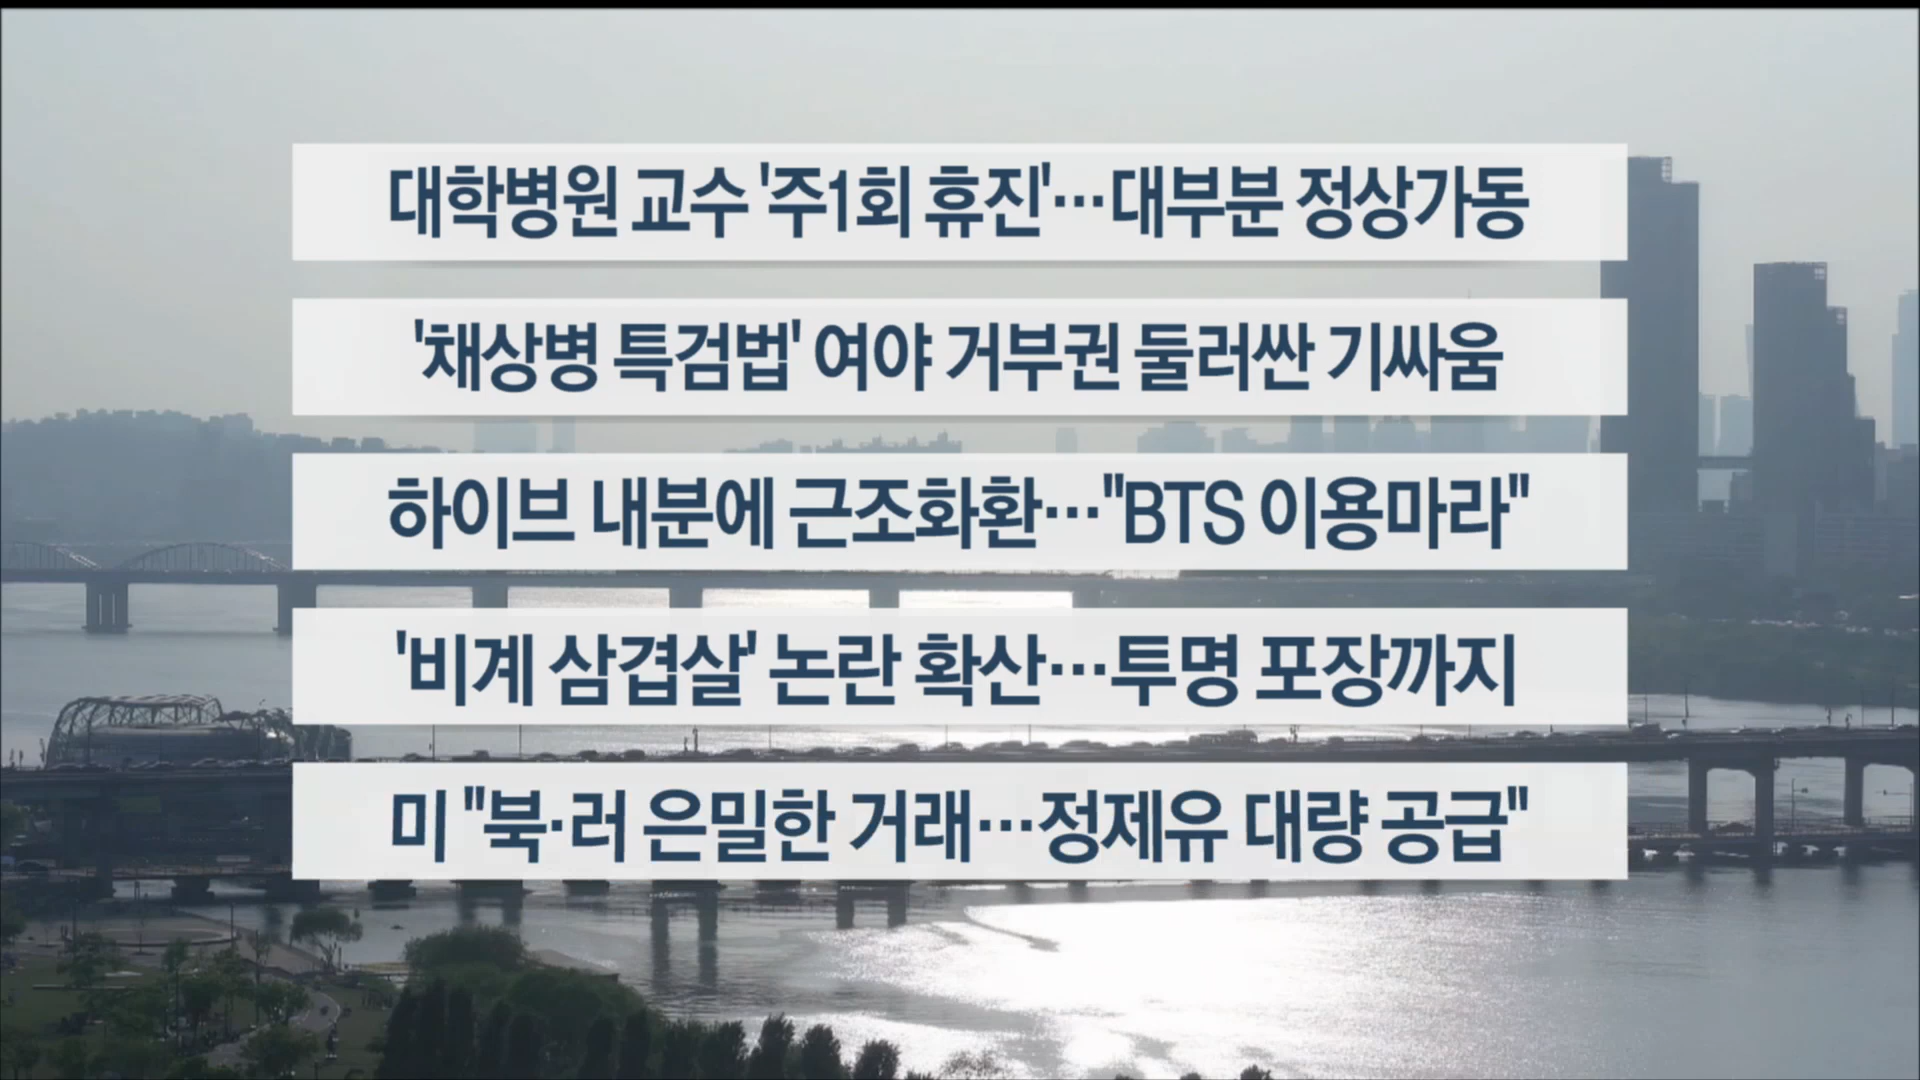 대학병원 교수 '주1회 휴진'…대부분 정상가동
'채상병 특검법' 여야 거부권 둘러싼 기싸움
하이브 내분에 근조화환…"BTS 이용마라"
'비계 삼겹살' 논란 확산…투명 포장까지
미 "북·러 은밀한 거래…정제유 대량 공급"